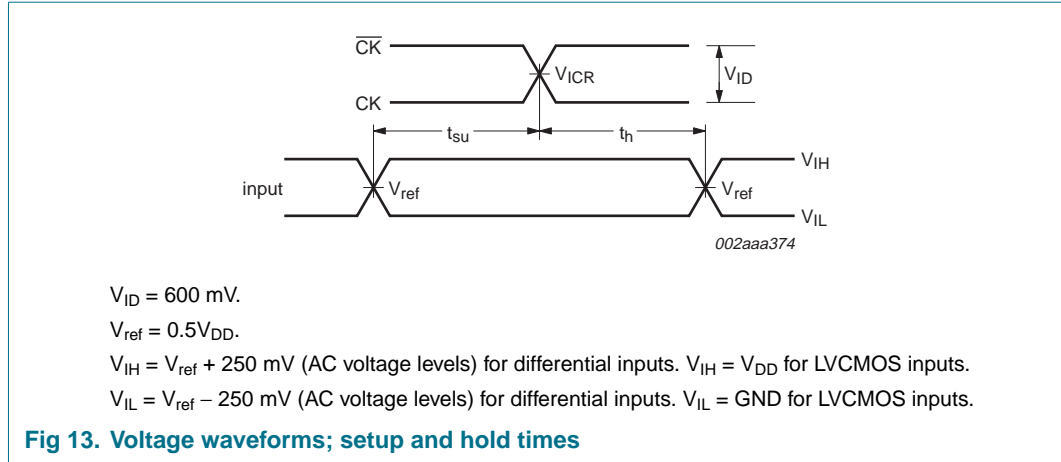 C̅K̅
V_ICR
V_ID
CK
t_su
t_h
V_IH
input
V_ref
V_ref
V_IL
002aaa374
V_ID = 600 mV.
V_ref = 0.5V_DD.
V_IH = V_ref + 250 mV (AC voltage levels) for differential inputs. V_IH = V_DD for LVCMOS inputs.
V_IL = V_ref − 250 mV (AC voltage levels) for differential inputs. V_IL = GND for LVCMOS inputs.
Fig 13. Voltage waveforms; setup and hold times